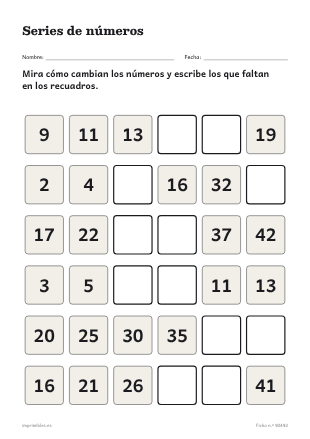 Series de números
Nombre: Fecha:
Mira cómo cambian los números y escribe los que faltan
en los recuadros.
9 11 13 19
2 4 16 32
17 22 37 42
3 5 11 13
20 25 30 35
16 21 26 41